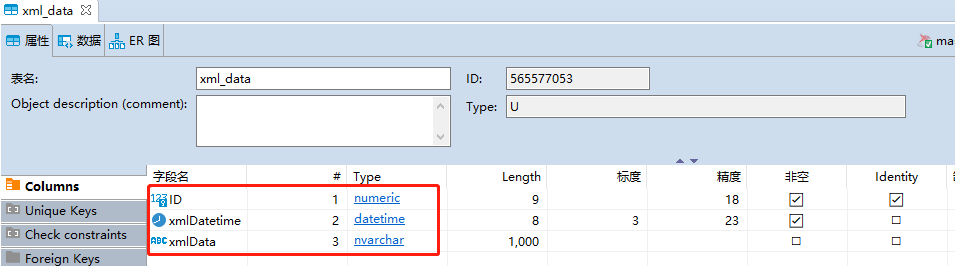 xml_data
属性 数据 ER 图 ma
表名: xml_data ID: 565577053
Object description (comment): Type: U
Columns
Unique Keys
Check constraints
Foreign Keys
字段名 # Type Length 标度 精度 非空 Identity
123 ID 1 numeric 9 18
xmlDatetime 2 datetime 8 3 23
ABC xmlData 3 nvarchar 1,000